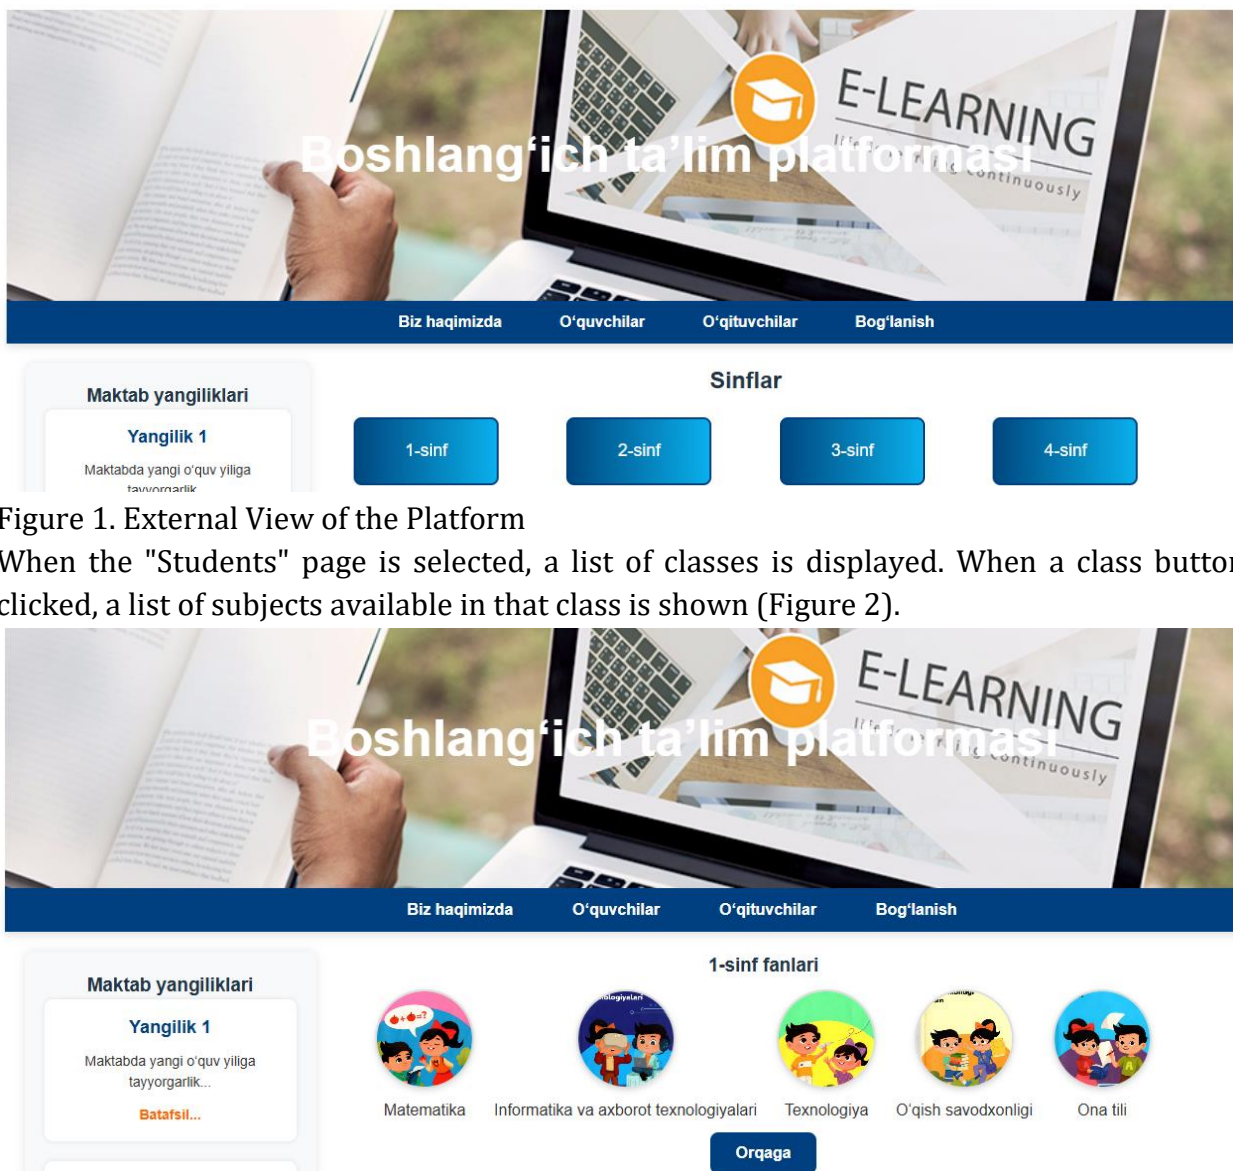 E-LEARNING
Boshlang‘ich ta’lim platformasi
continuously
Biz haqimizda O‘quvchilar O‘qituvchilar Bog‘lanish
Maktab yangiliklari
Yangilik 1
Maktabda yangi o‘quv yiliga
tayyorgarlik
Sinflar
1-sinf 2-sinf 3-sinf 4-sinf
Figure 1. External View of the Platform
When the "Students" page is selected, a list of classes is displayed. When a class button
clicked, a list of subjects available in that class is shown (Figure 2).
E-LEARNING
Boshlang‘ich ta’lim platformasi
continuously
Biz haqimizda O‘quvchilar O‘qituvchilar Bog‘lanish
Maktab yangiliklari
Yangilik 1
Maktabda yangi o‘quv yiliga
tayyorgarlik...
Batafsil...
1-sinf fanlari
Matematika Informatika va axborot texnologiyalari Texnologiya O‘qish savodxonligi Ona tili
Orqaga